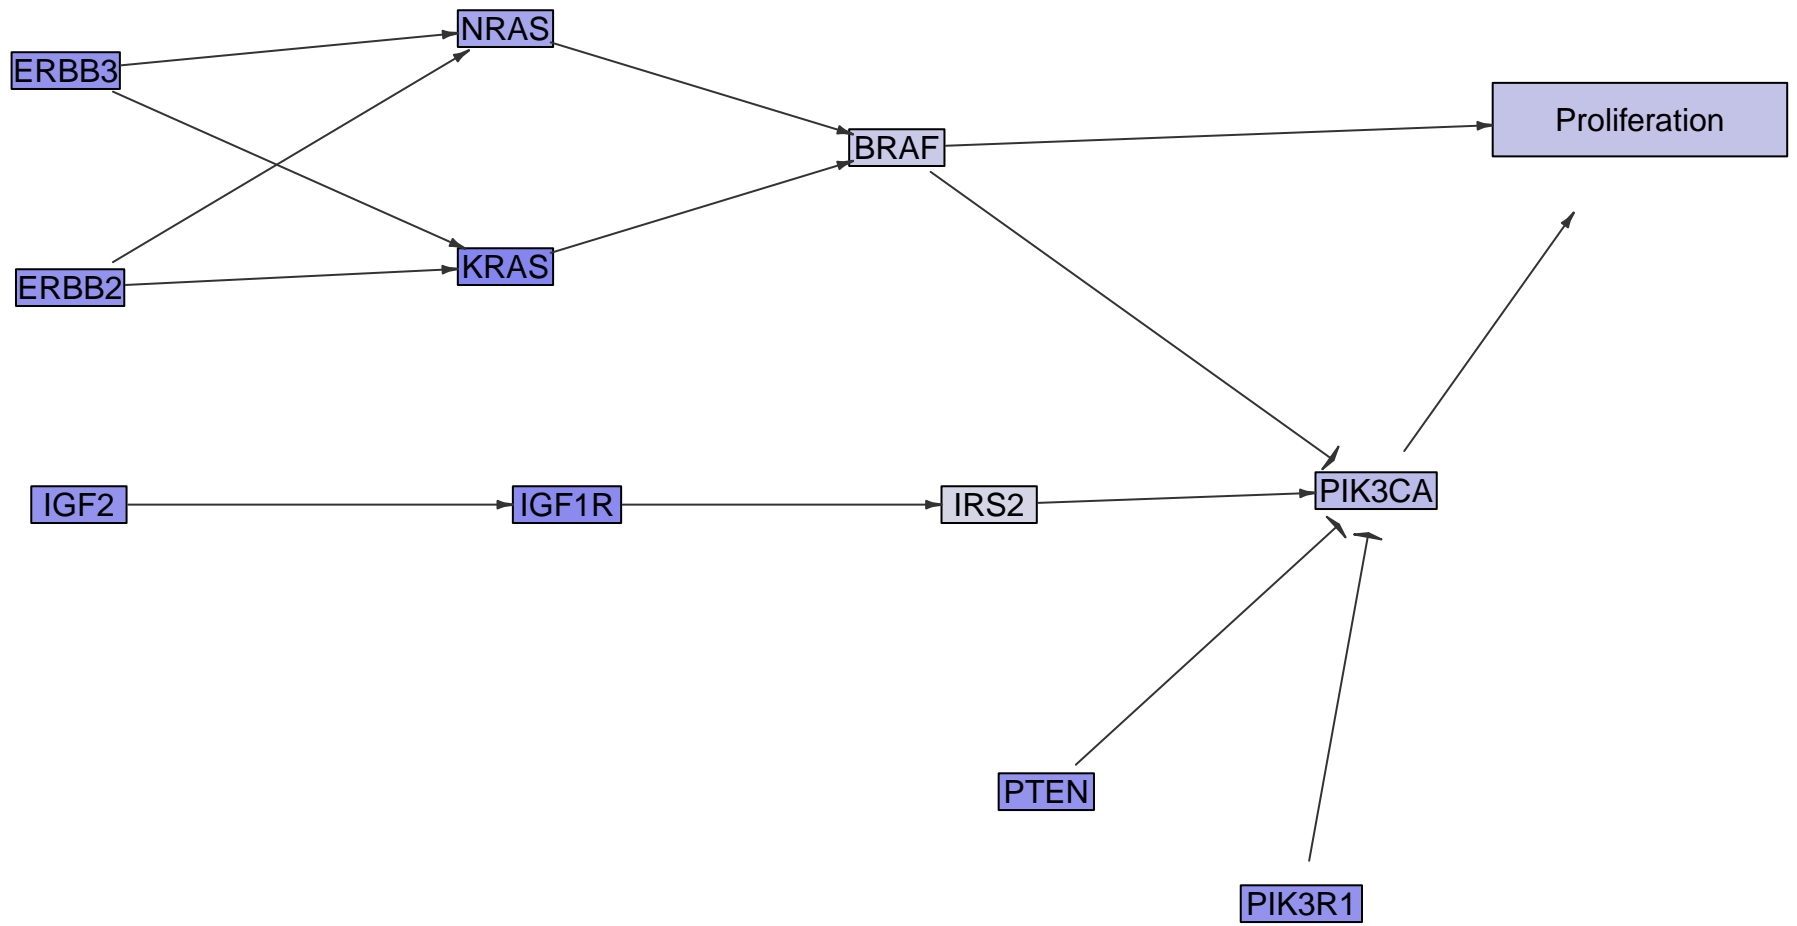 NRAS
ERBB3
Proliferation
BRAF
KRAS
ERBB2
PIK3CA
IGF2
IGF1R
IRS2
PTEN
PIK3R1